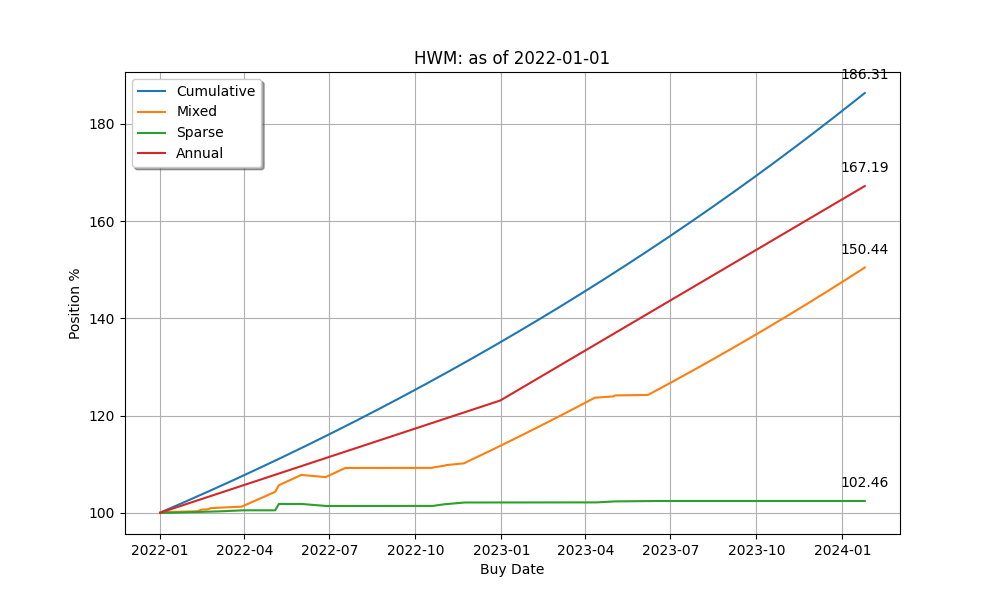 HWM: as of 2022-01-01
Cumulative
Mixed
Sparse
Annual
186.31
167.19
150.44
102.46
Position %
180
160
140
120
100
2022-01 2022-04 2022-07 2022-10 2023-01 2023-04 2023-07 2023-10 2024-01
Buy Date